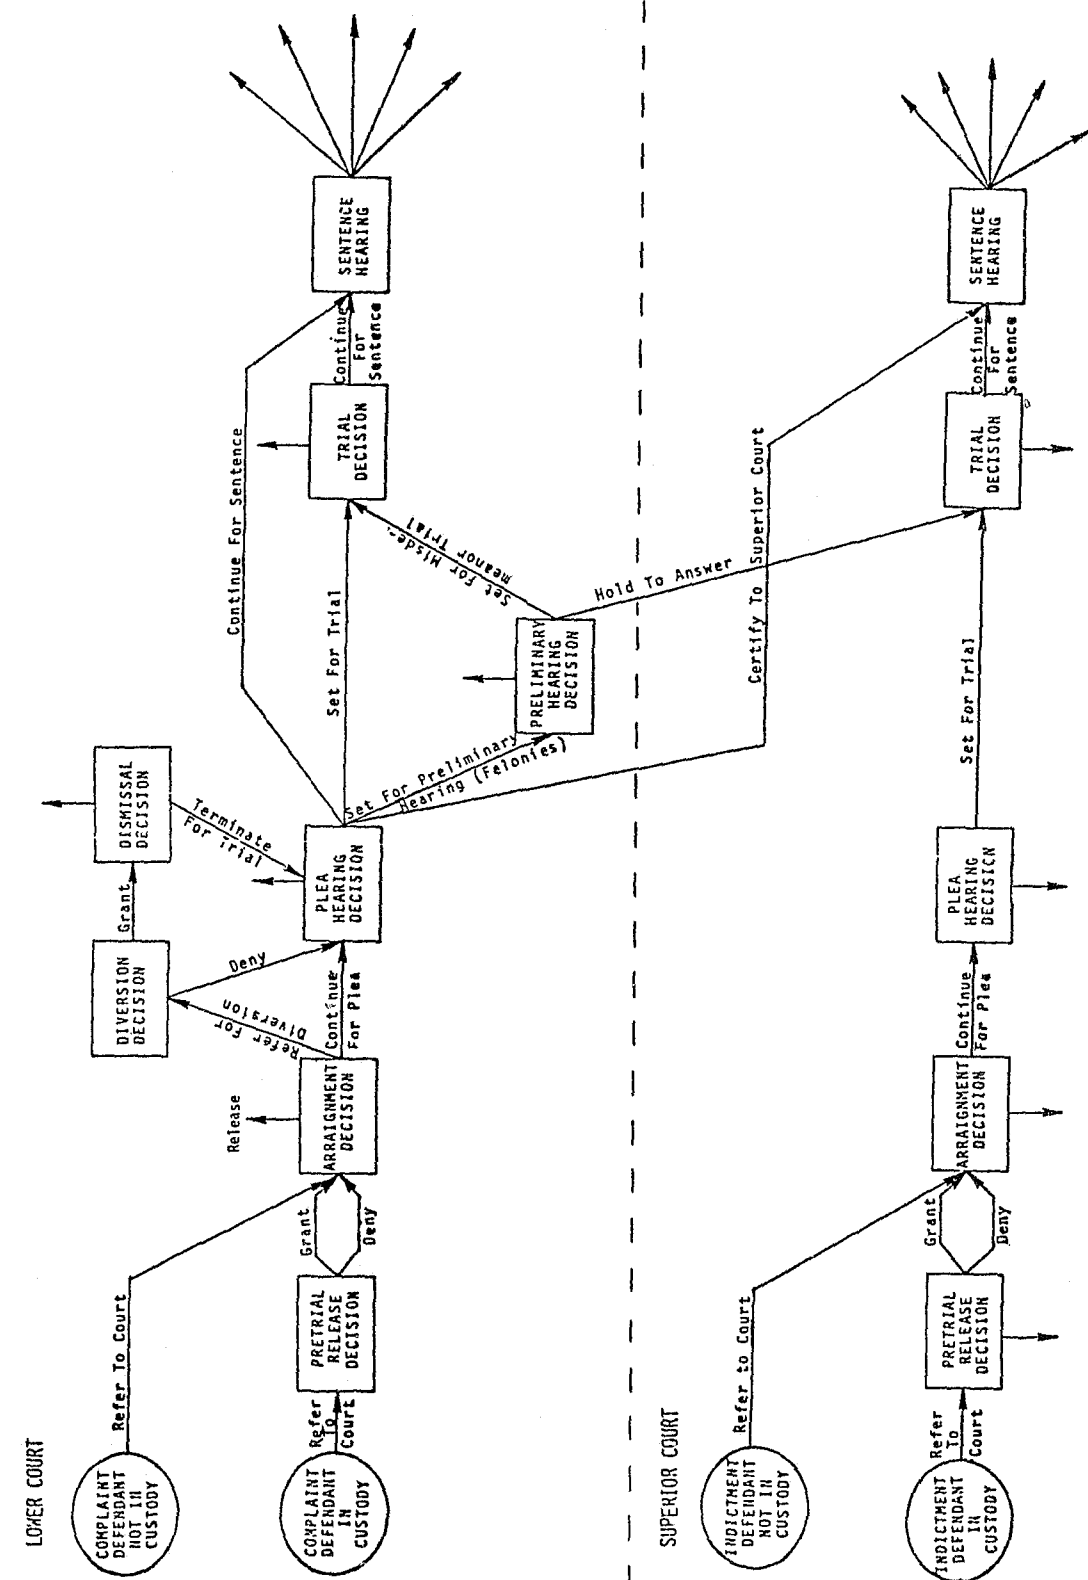 LOWER COURT
COMPLAINT
DEFENDANT
NOT IN
CUSTODY
Refer To Court
COMPLAINT
DEFENDANT
IN
CUSTODY
Refer
To
Court
PRETRIAL
RELEASE
DECISION
Grant
Deny
ARRAIGNMENT
DECISION
Release
Refer For
Diversion
Continue
For Plea
DIVERSION
DECISION
Deny
Grant
DISMISSAL
DECISION
Terminate
For Trial
PLEA
HEARING
DECISION
Continue For Sentence
Set For Trial
Set For Preliminary
Hearing (Felonies)
PRELIMINARY
HEARING
DECISION
Set For Misde-
meanor Trial
Hold To Answer
Certify To Superior Court
TRIAL
DECISION
Continue
For
Sentence
SENTENCE
HEARING
SUPERIOR COURT
INDICTMENT
DEFENDANT
NOT IN
CUSTODY
Refer to Court
INDICTMENT
DEFENDANT
IN
CUSTODY
Refer
To
Court
PRETRIAL
RELEASE
DECISION
Grant
Deny
ARRAIGNMENT
DECISION
Continue
For Plea
PLEA
HEARING
DECISION
Set For Trial
TRIAL
DECISION
Continue
For
Sentence
SENTENCE
HEARING